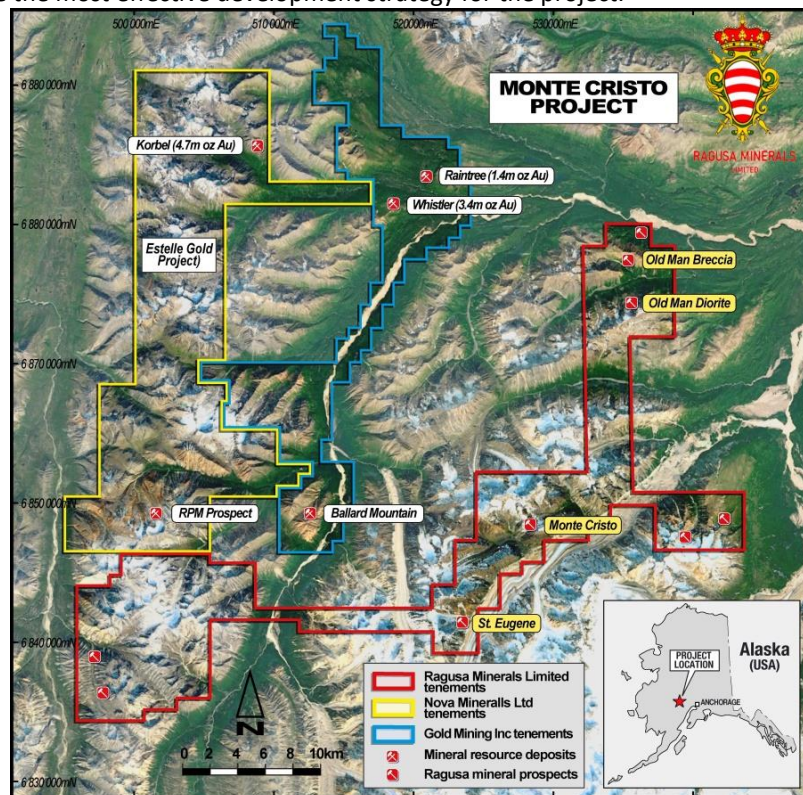 the most effective development strategy for the project.
500 000mE
510 000mE
520 000mE
530 000mE
6 880 000mN
MONTE CRISTO
PROJECT
RAGUSA MINERALS
LIMITED
Korbel (4.7m oz Au)
Raintree (1.4m oz Au)
Whistler (3.4m oz Au)
6 880 000mN
Estelle Gold
Project)
Old Man Breccia
Old Man Diorite
6 870 000mN
6 850 000mN
RPM Prospect
Ballard Mountain
Monte Cristo
St. Eugene
6 840 000mN
Ragusa Minerals Limited
tenements
Nova Mineralls Ltd
tenements
Gold Mining Inc tenements
Mineral resource deposits
Ragusa mineral prospects
N
0 2 4 6 8 10km
6 830 000mN
PROJECT
LOCATION
Alaska
(USA)
ANCHORAGE